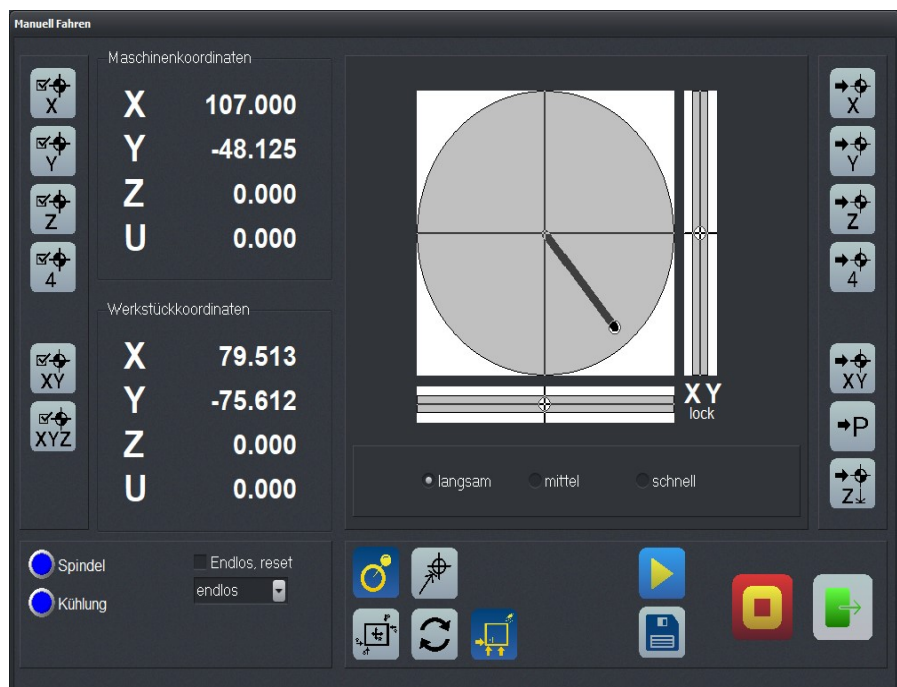 Manuell Fahren
Maschinenkoordinaten
X 107.000
Y -48.125
Z 0.000
U 0.000
Werkstückkoordinaten
X 79.513
Y -75.612
Z 0.000
U 0.000
X
Y
Z
4
XY
XYZ
X Y
lock
langsam mittel schnell
X
Y
Z
4
XY
P
Z
Spindel
Kühlung
Endlos, reset
endlos